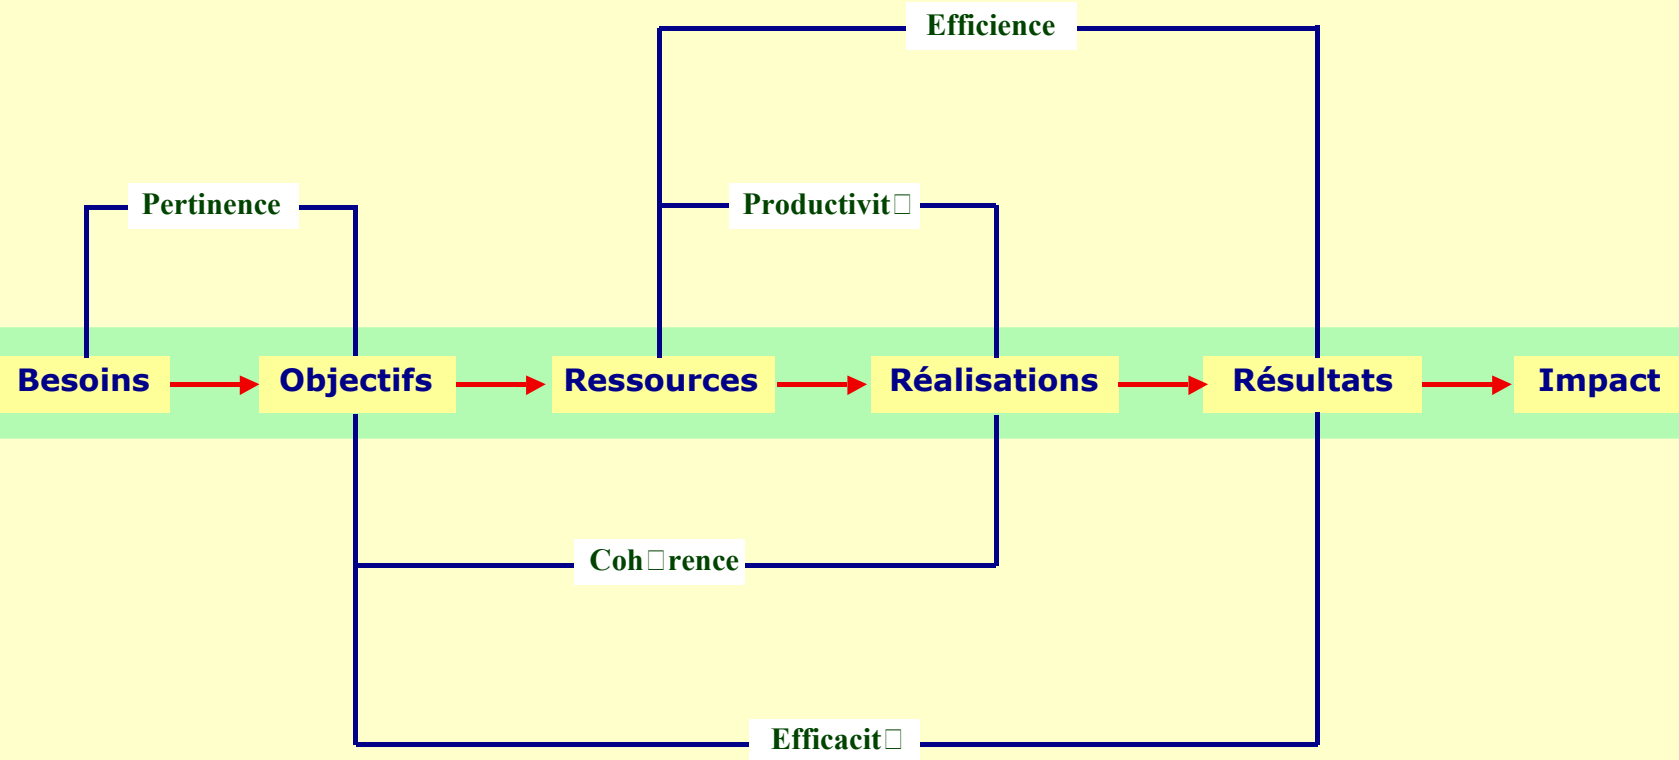 Efficience
Pertinence
Productivit□
Besoins
Objectifs
Ressources
Réalisations
Résultats
Impact
Coh□rence
Efficacit□